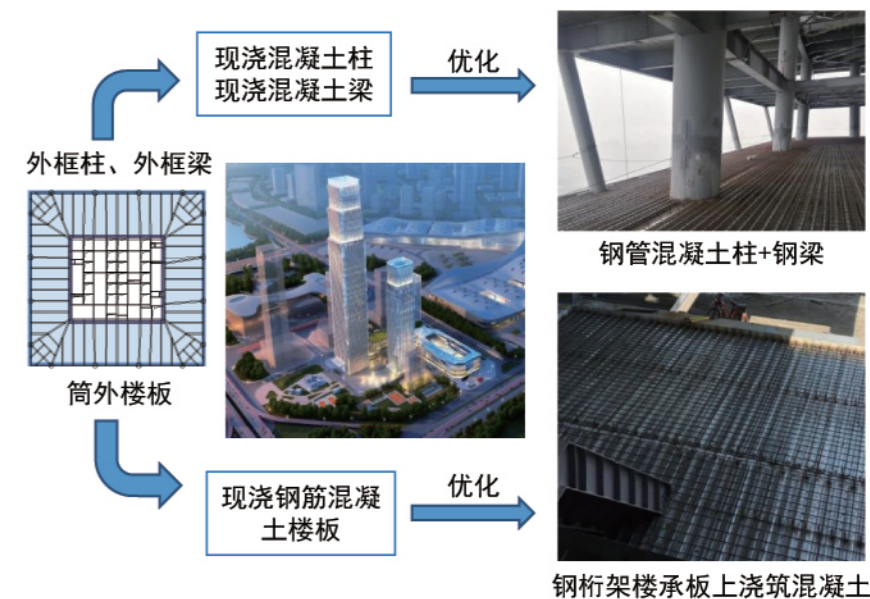 现浇混凝土柱
现浇混凝土梁
优化
外框柱、外框梁
钢管混凝土柱+钢梁
筒外楼板
现浇钢筋混凝
土楼板
优化
钢桁架楼承板上浇筑混凝土